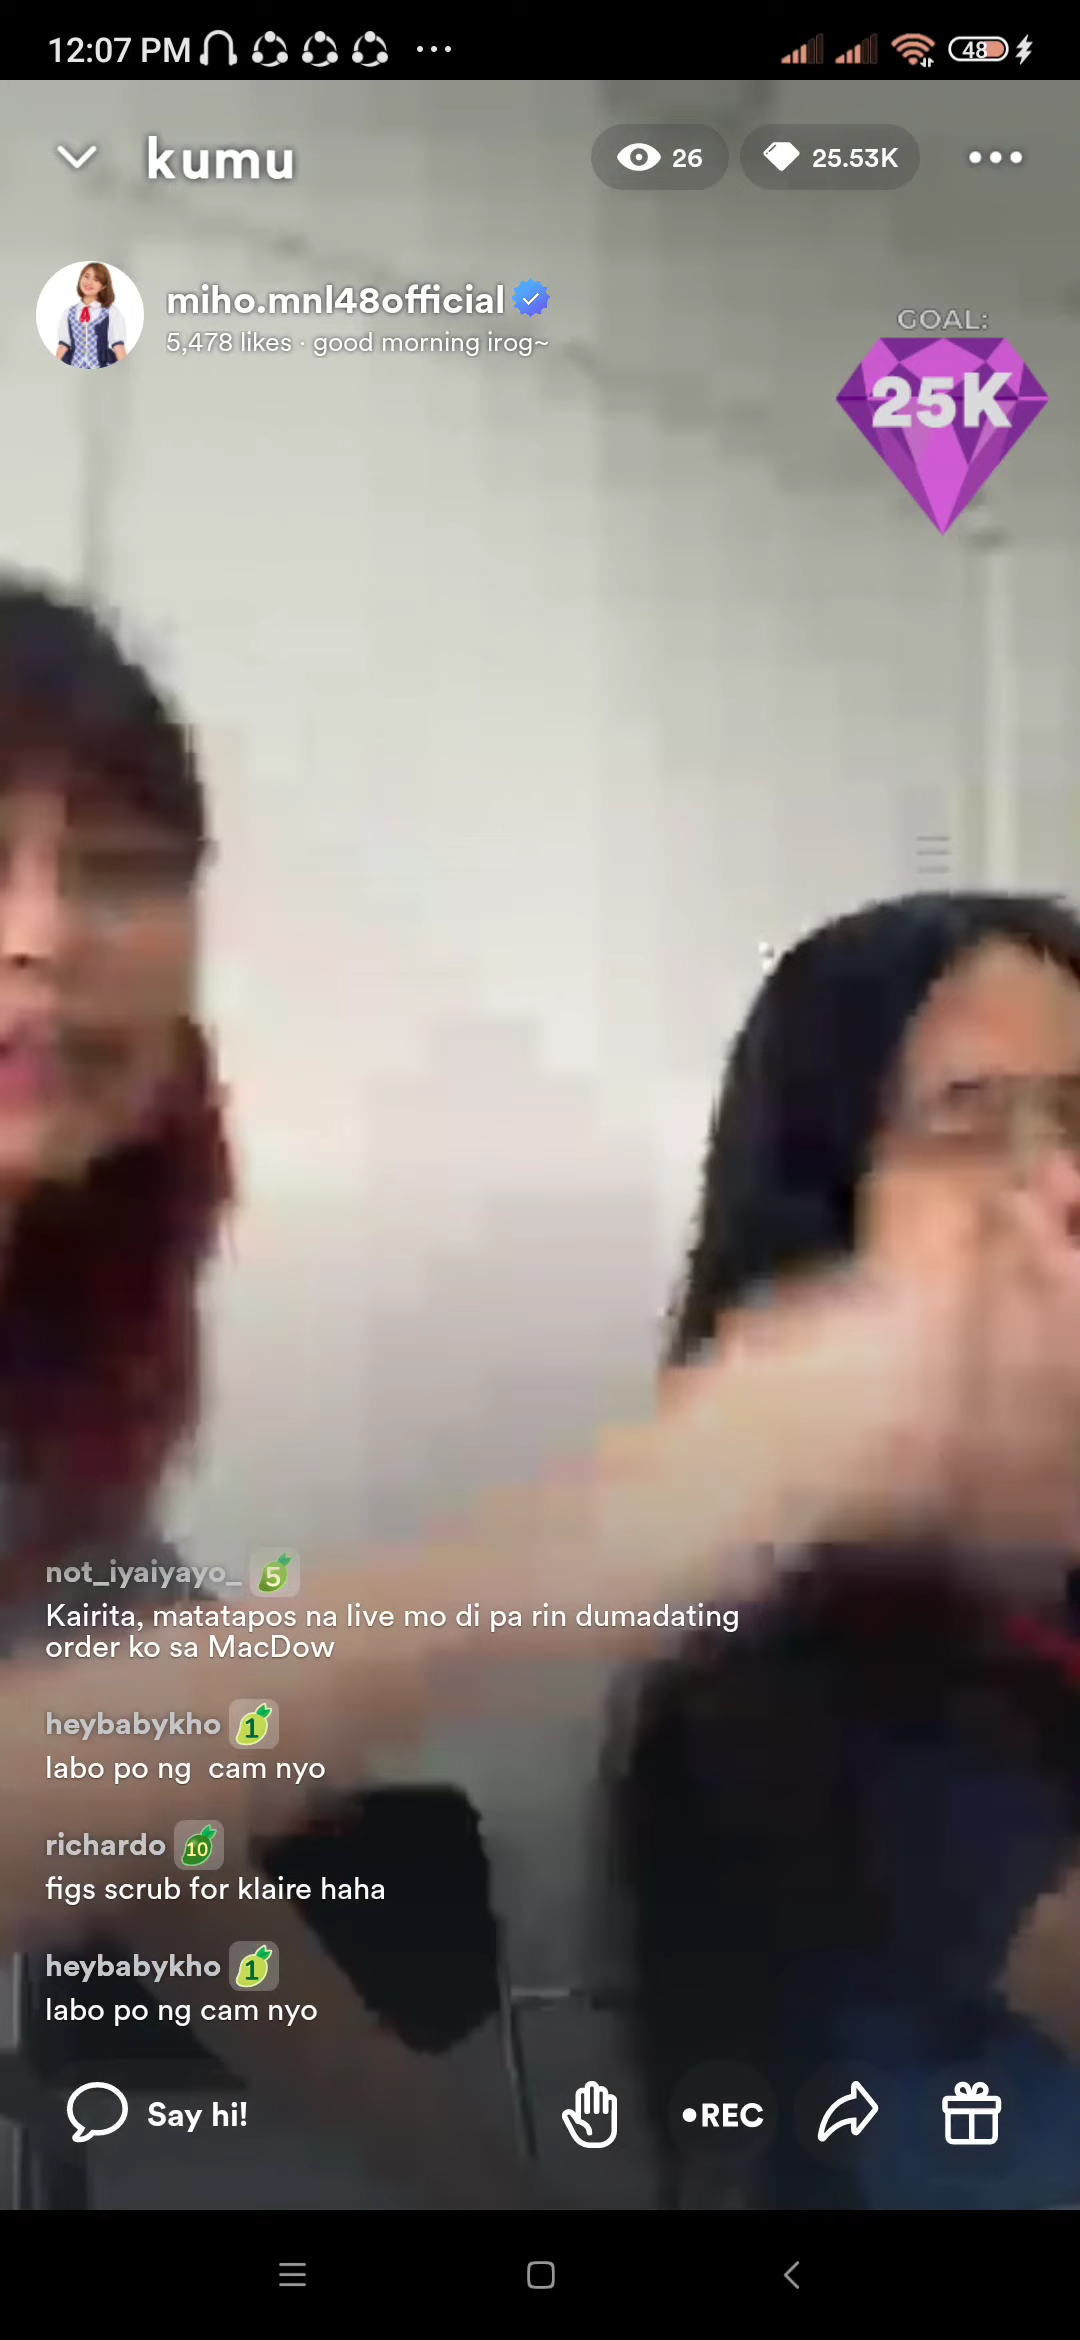 12:07 PM
48
kumu
26
25.53K
miho.mnl48official
5,478 likes · good morning irog~
GOAL:
25K
not_iyaiyayo_ 5
Kairita, matatapos na live mo di pa rin dumadating
order ko sa MacDow
heybabykho 1
labo po ng  cam nyo
richardo 10
figs scrub for klaire haha
heybabykho 1
labo po ng cam nyo
Say hi!
•REC